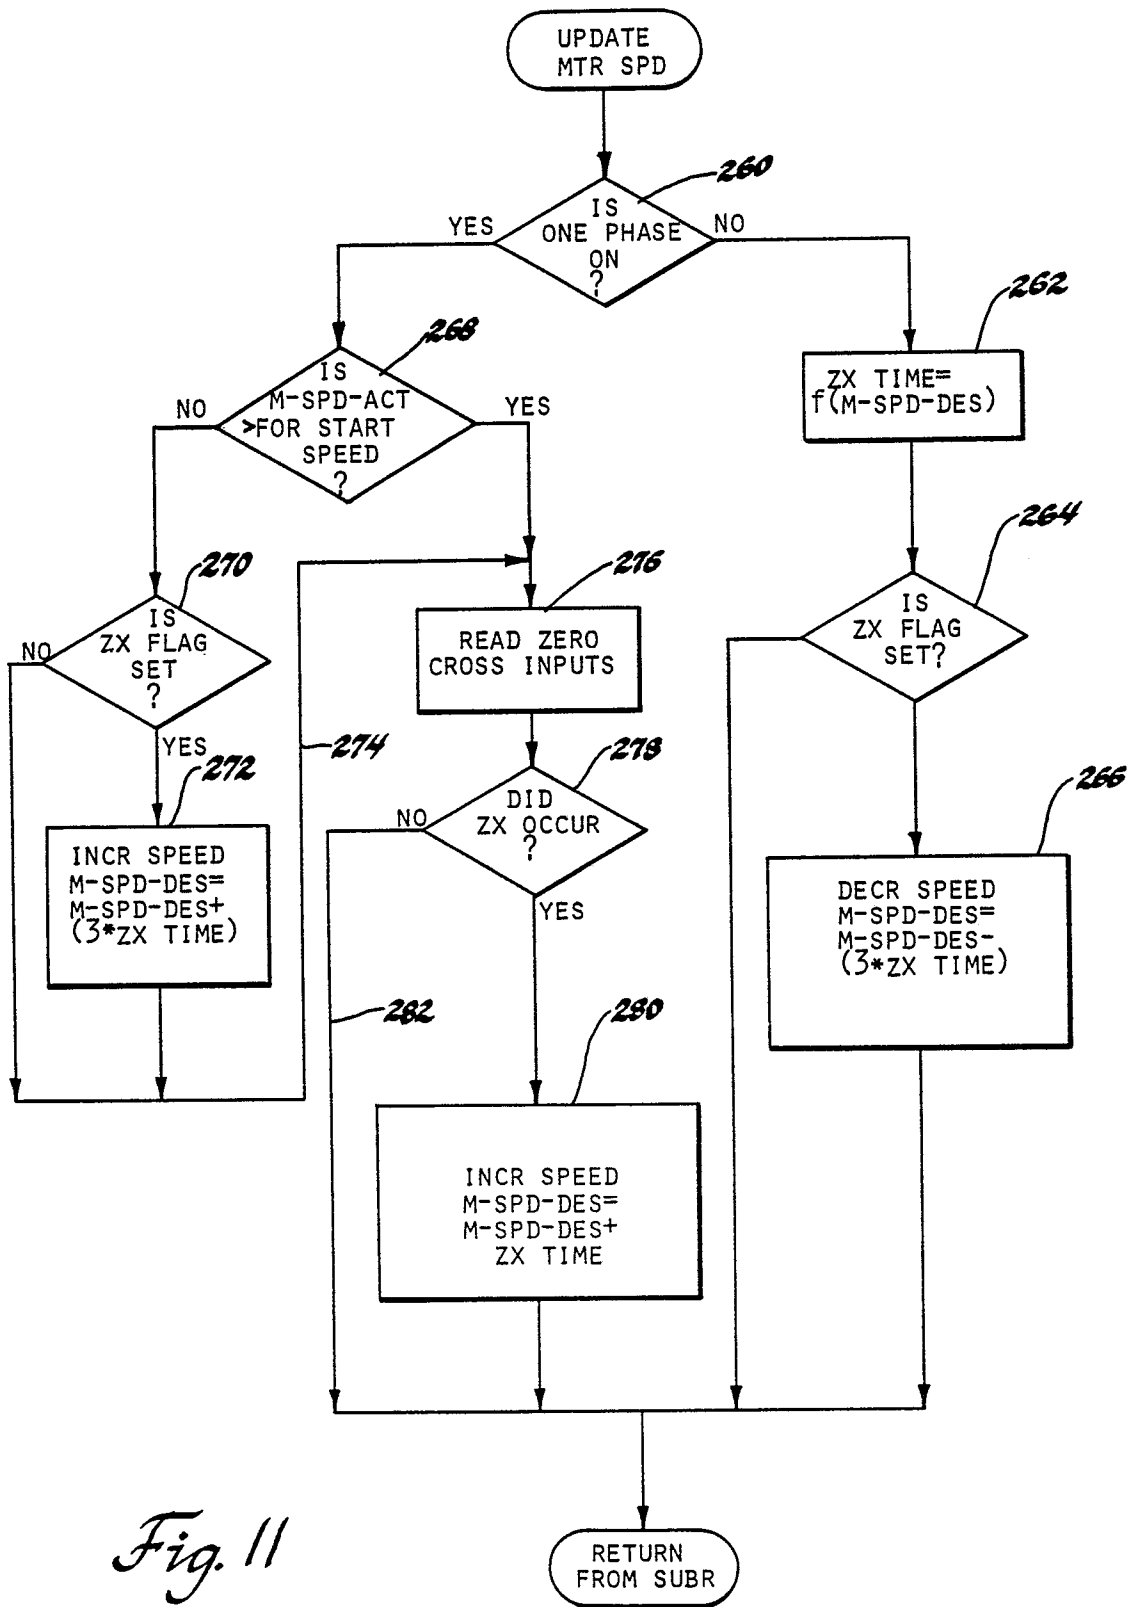 UPDATE
MTR SPD
260
IS
ONE PHASE
ON
?
YES
NO
262
ZX TIME=
f(M-SPD-DES)
268
IS
M-SPD-ACT
>FOR START
SPEED
?
NO
YES
264
IS
ZX FLAG
SET?
270
IS
ZX FLAG
SET
?
NO
YES
276
READ ZERO
CROSS INPUTS
274
272
INCR SPEED
M-SPD-DES=
M-SPD-DES+
(3*ZX TIME)
278
DID
ZX OCCUR
?
NO
YES
266
DECR SPEED
M-SPD-DES=
M-SPD-DES-
(3*ZX TIME)
282
280
INCR SPEED
M-SPD-DES=
M-SPD-DES+
ZX TIME
RETURN
FROM SUBR
Fig. 11